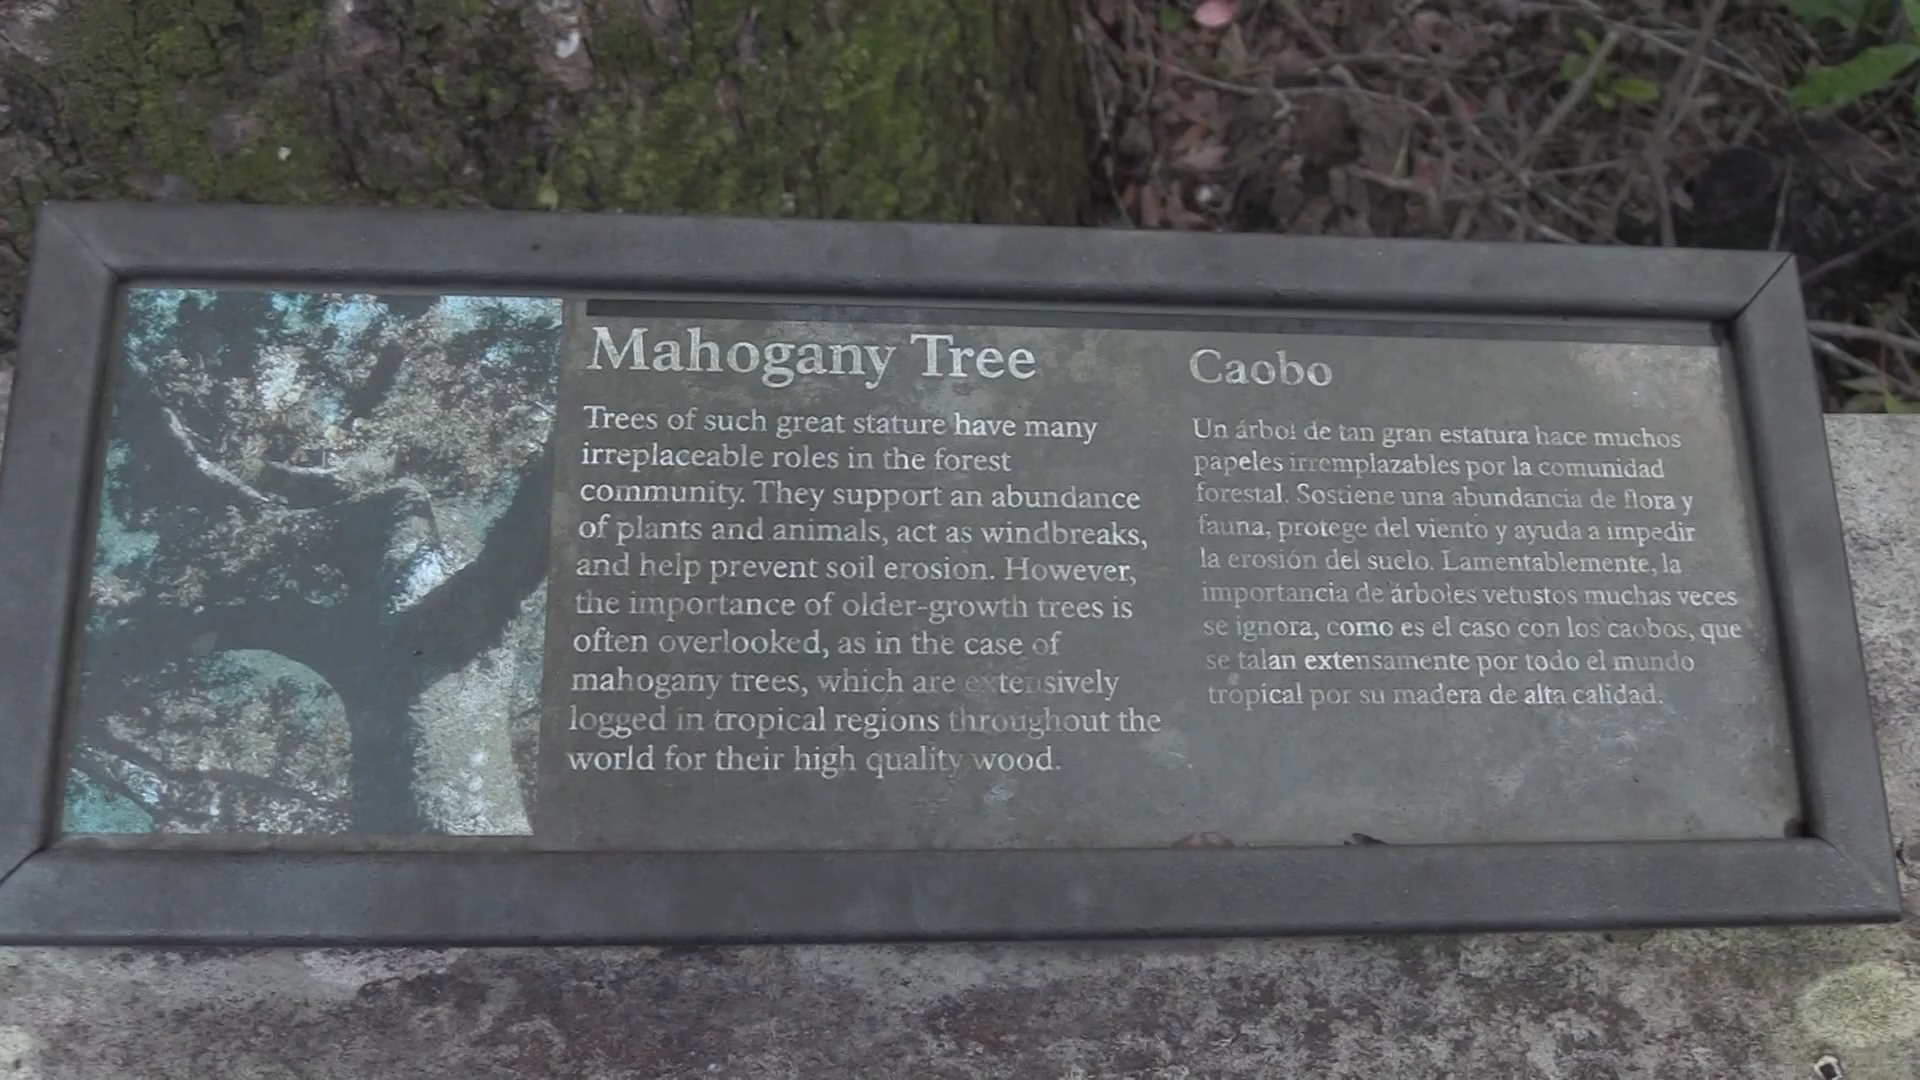 Mahogany Tree
Trees of such great stature have many
irreplaceable roles in the forest
community. They support an abundance
of plants and animals, act as windbreaks,
and help prevent soil erosion. However,
the importance of older-growth trees is
often overlooked, as in the case of
mahogany trees, which are extensively
logged in tropical regions throughout the
world for their high quality wood.
Caobo
Un árbol de tan gran estatura hace muchos
papeles irremplazables por la comunidad
forestal. Sostiene una abundancia de flora y
fauna, protege del viento y ayuda a impedir
la erosión del suelo. Lamentablemente, la
importancia de árboles vetustos muchas veces
se ignora, como es el caso con los caobos, que
se talan extensamente por todo el mundo
tropical por su madera de alta calidad.